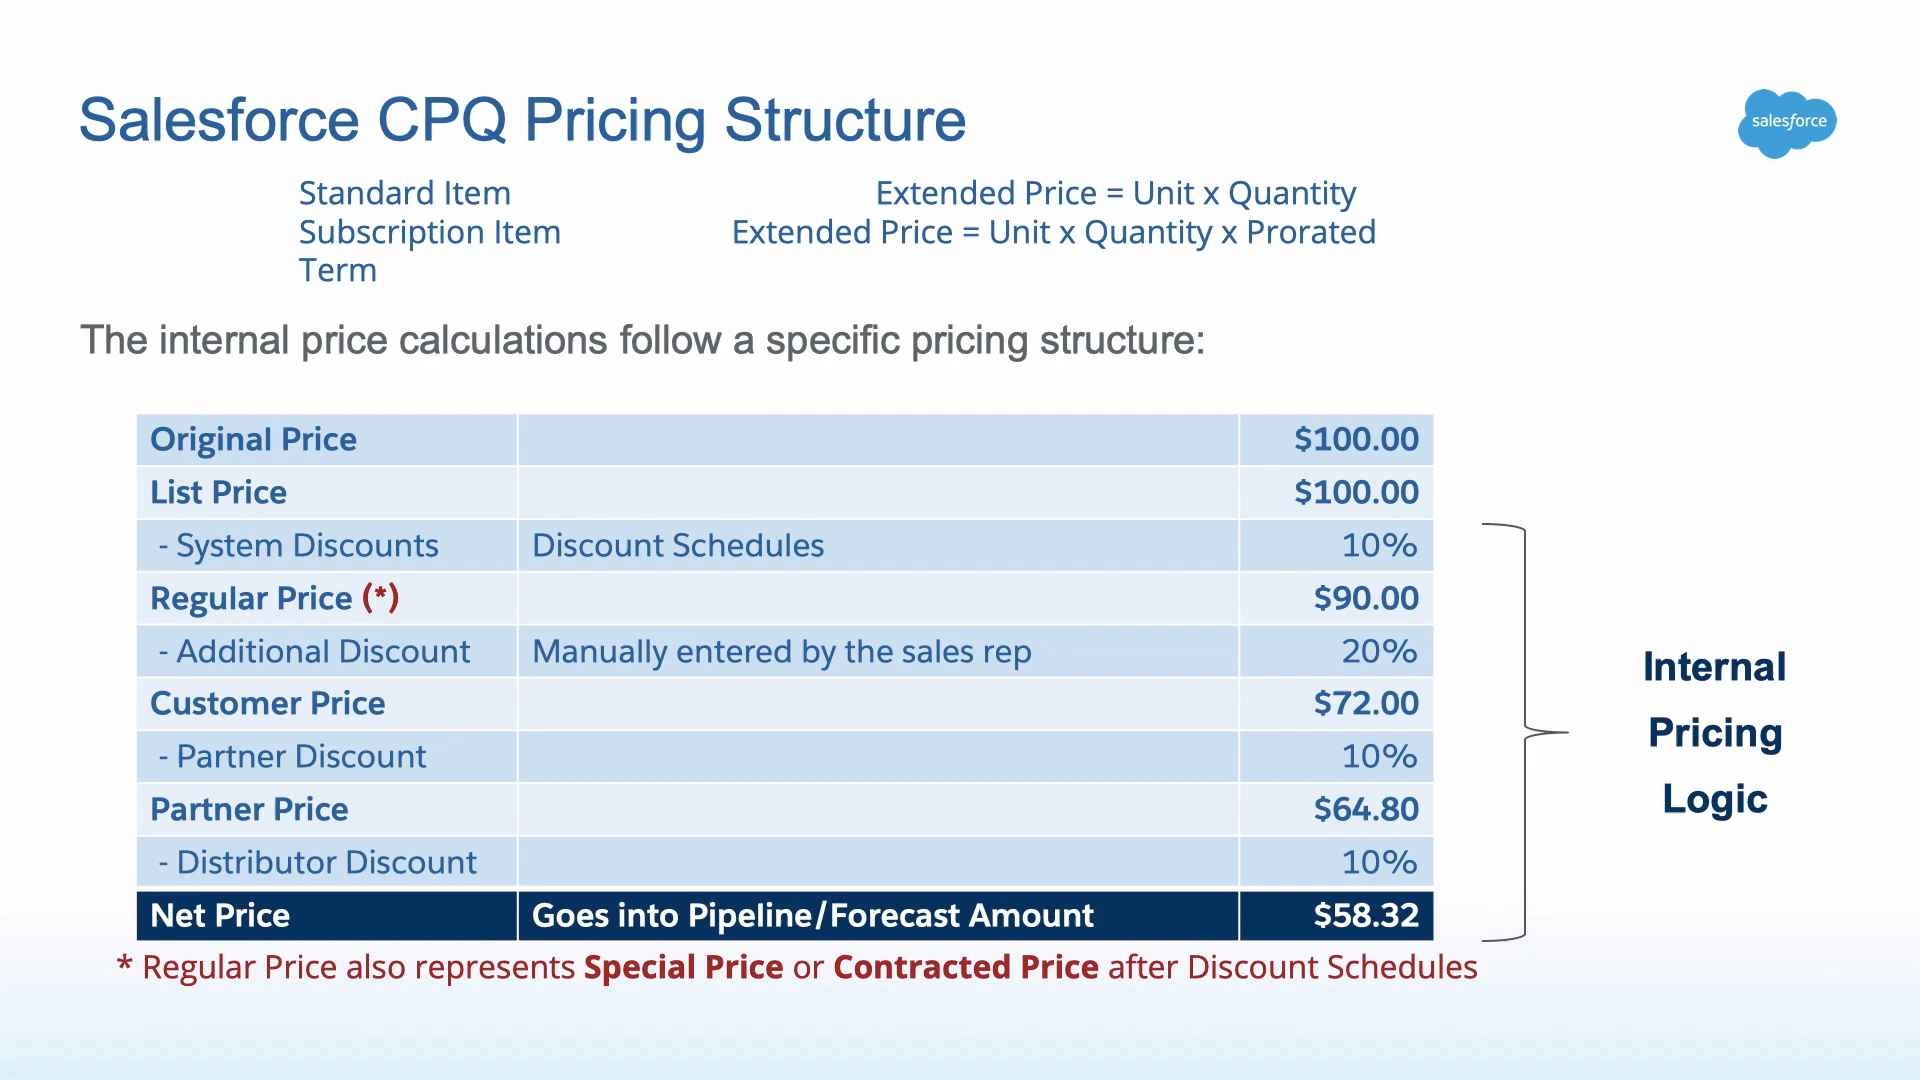 Salesforce CPQ Pricing Structure
salesforce
Standard Item Extended Price = Unit x Quantity
Subscription Item Extended Price = Unit x Quantity x Prorated
Term
The internal price calculations follow a specific pricing structure:
Original Price $100.00
List Price $100.00
- System Discounts Discount Schedules 10%
Regular Price (*) $90.00
- Additional Discount Manually entered by the sales rep 20%
Customer Price $72.00
- Partner Discount 10%
Partner Price $64.80
- Distributor Discount 10%
Net Price Goes into Pipeline/Forecast Amount $58.32
Internal
Pricing
Logic
* Regular Price also represents Special Price or Contracted Price after Discount Schedules